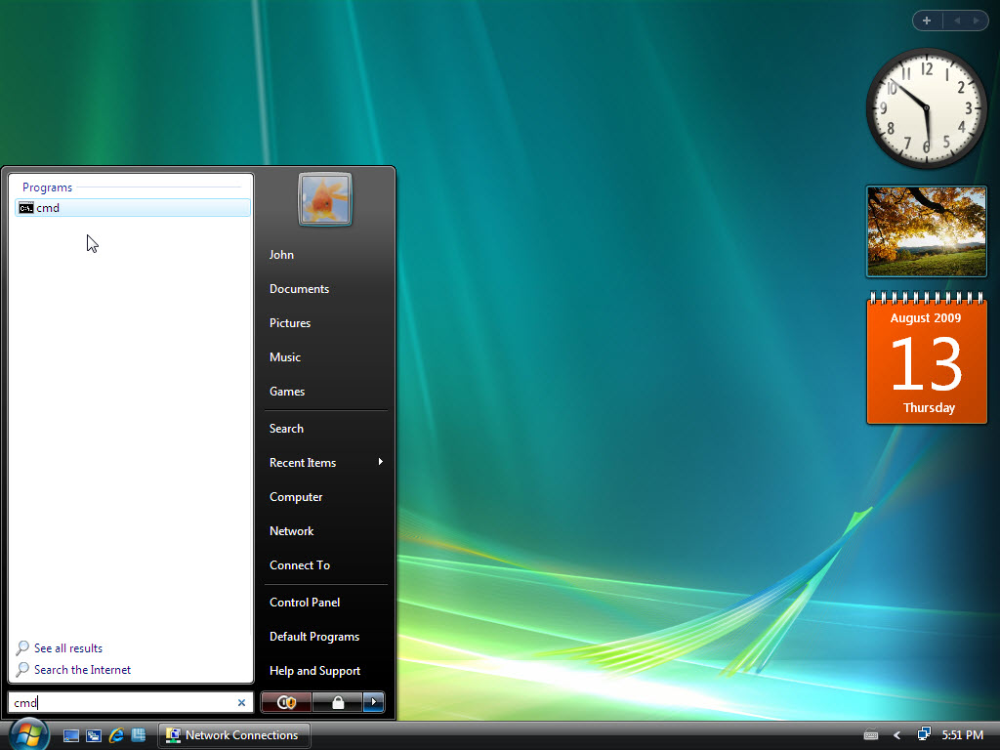 Programs
cmd
See all results
Search the Internet
cmd
John
Documents
Pictures
Music
Games
Search
Recent Items
Computer
Network
Connect To
Control Panel
Default Programs
Help and Support
12
1
2
3
4
5
6
7
8
9
10
11
August 2009
13
Thursday
Network Connections
5:51 PM